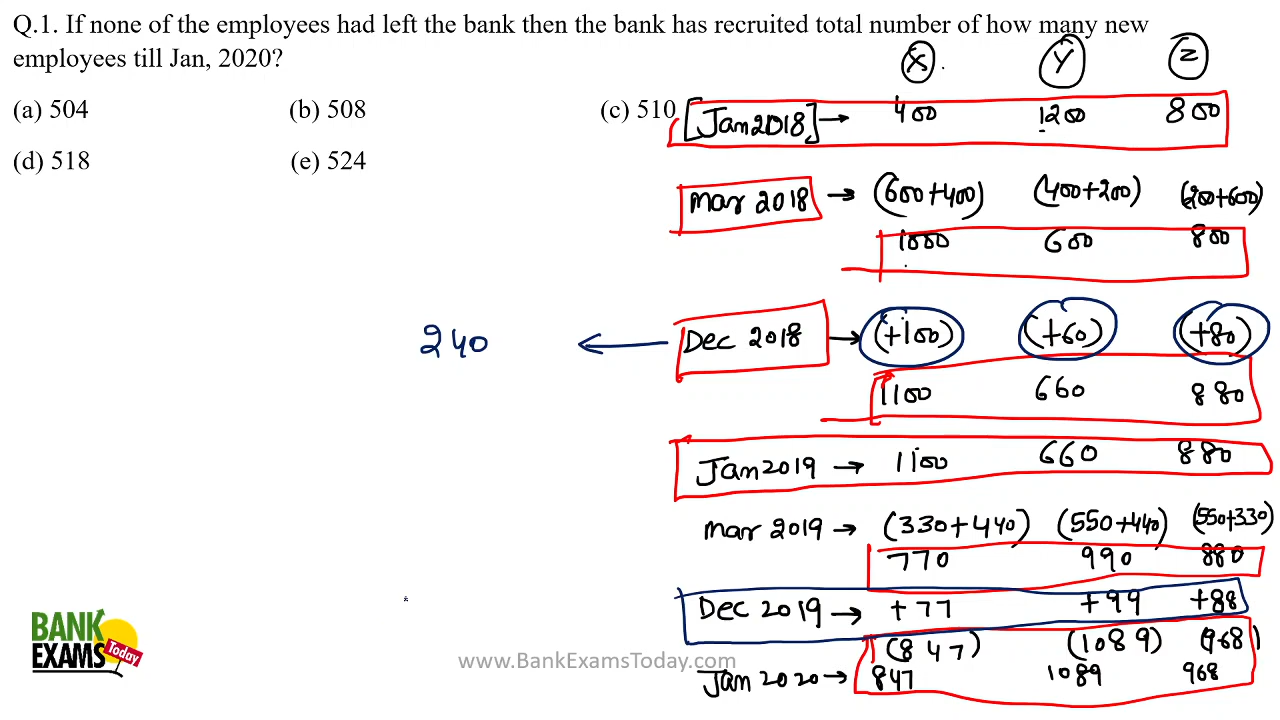 Q.1. If none of the employees had left the bank then the bank has recruited total number of how many new
employees till Jan, 2020?
X Y Z
(a) 504 (b) 508 (c) 510
[Jan 2018] → 400 1200 800
(d) 518 (e) 524
Mar 2018 → (600+400) (400+200) (200+600)
1000 600 800
240 ← Dec 2018 → (+100) (+60) (+80)
1100 660 880
Jan 2019 → 1100 660 880
Mar 2019 → (330+440) (550+440) (550+330)
770 990 880
Dec 2019 → +77 +99 +88
(847) (1089) (968)
Jan 2020 → 847 1089 968
BANK
EXAMS
Today
www.BankExamsToday.com